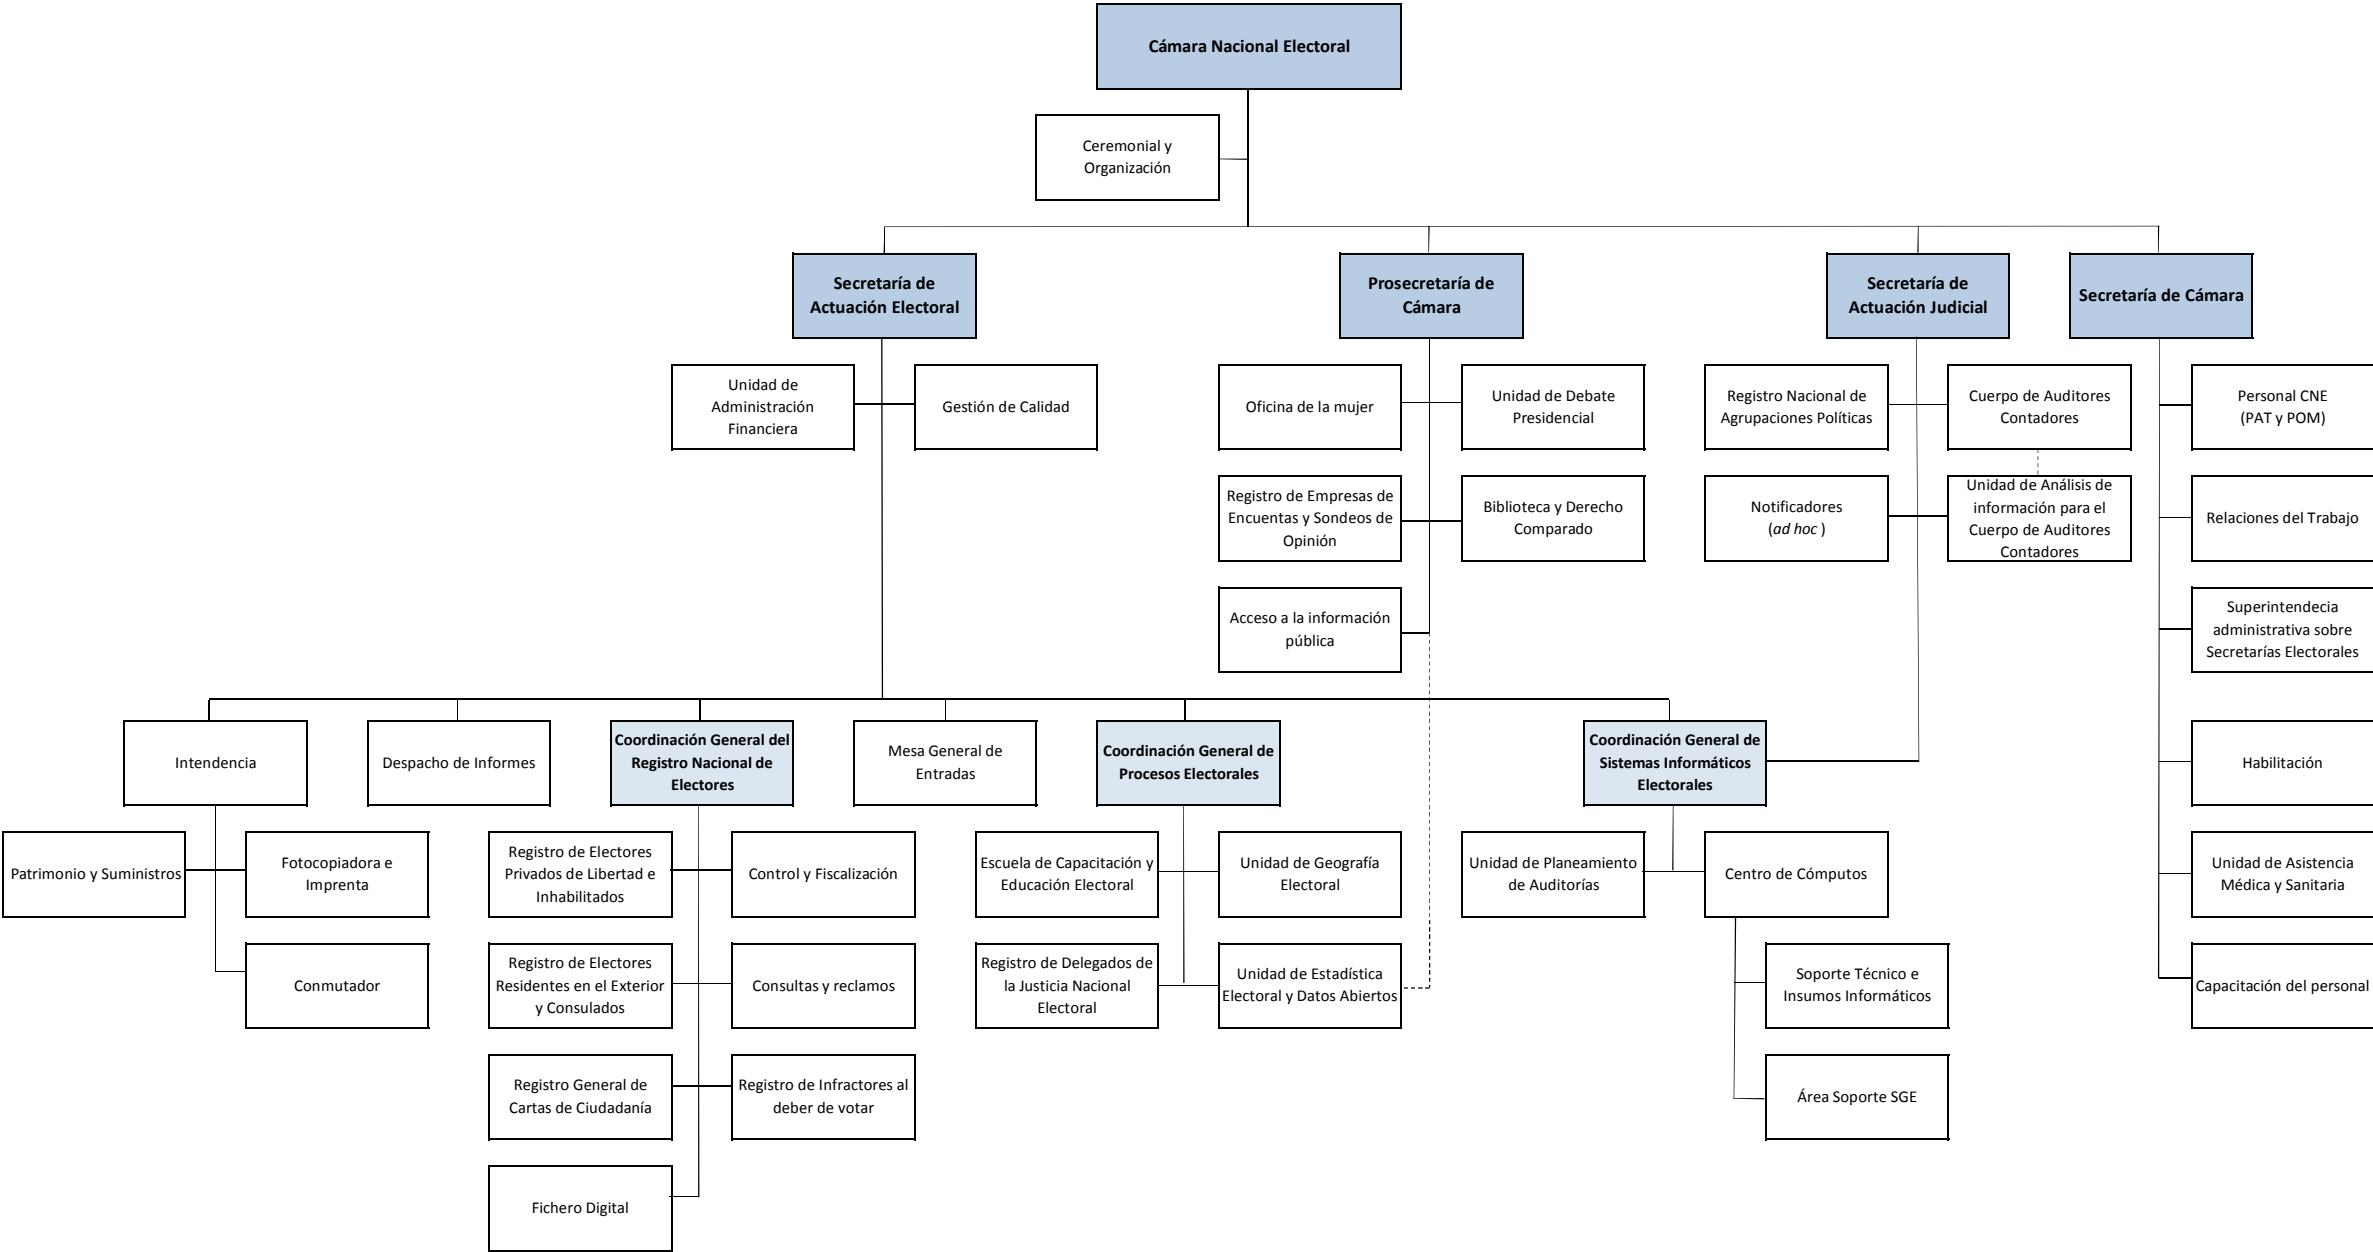 Cámara Nacional Electoral
Ceremonial y
Organización
Secretaría de
Actuación Electoral
Prosecretaría de
Cámara
Secretaría de
Actuación Judicial
Secretaría de Cámara
Unidad de
Administración
Financiera
Gestión de Calidad
Oficina de la mujer
Unidad de Debate
Presidencial
Registro Nacional de
Agrupaciones Políticas
Cuerpo de Auditores
Contadores
Personal CNE
(PAT y POM)
Registro de Empresas de
Encuentas y Sondeos de
Opinión
Biblioteca y Derecho
Comparado
Notificadores
(ad hoc )
Unidad de Análisis de
información para el
Cuerpo de Auditores
Contadores
Relaciones del Trabajo
Acceso a la información
pública
Superintendecia
administrativa sobre
Secretarías Electorales
Intendencia
Despacho de Informes
Coordinación General del
Registro Nacional de
Electores
Mesa General de
Entradas
Coordinación General de
Procesos Electorales
Coordinación General de
Sistemas Informáticos
Electorales
Habilitación
Patrimonio y Suministros
Fotocopiadora e
Imprenta
Registro de Electores
Privados de Libertad e
Inhabilitados
Control y Fiscalización
Escuela de Capacitación y
Educación Electoral
Unidad de Geografía
Electoral
Unidad de Planeamiento
de Auditorías
Centro de Cómputos
Unidad de Asistencia
Médica y Sanitaria
Conmutador
Registro de Electores
Residentes en el Exterior
y Consulados
Consultas y reclamos
Registro de Delegados de
la Justicia Nacional
Electoral
Unidad de Estadística
Electoral y Datos Abiertos
Soporte Técnico e
Insumos Informáticos
Capacitación del personal
Registro General de
Cartas de Ciudadanía
Registro de Infractores al
deber de votar
Área Soporte SGE
Fichero Digital